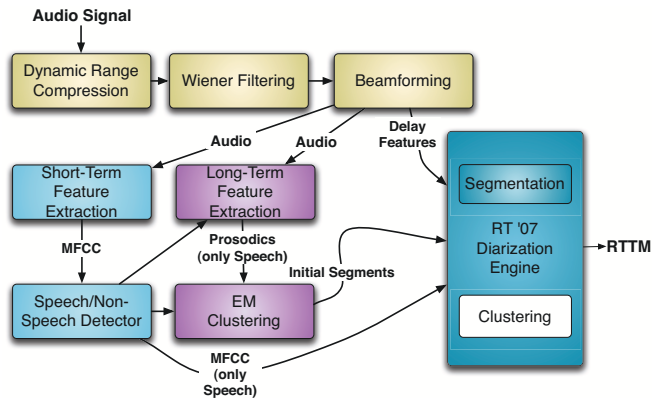 Audio Signal
Dynamic Range
Compression
Wiener Filtering
Beamforming
Audio
Audio
Delay
Features
Short-Term
Feature
Extraction
Long-Term
Feature
Extraction
Segmentation
MFCC
Prosodics
(only Speech)
RT '07
Diarization
Engine
RTTM
Initial Segments
Speech/Non-
Speech Detector
EM
Clustering
Clustering
MFCC
(only
Speech)